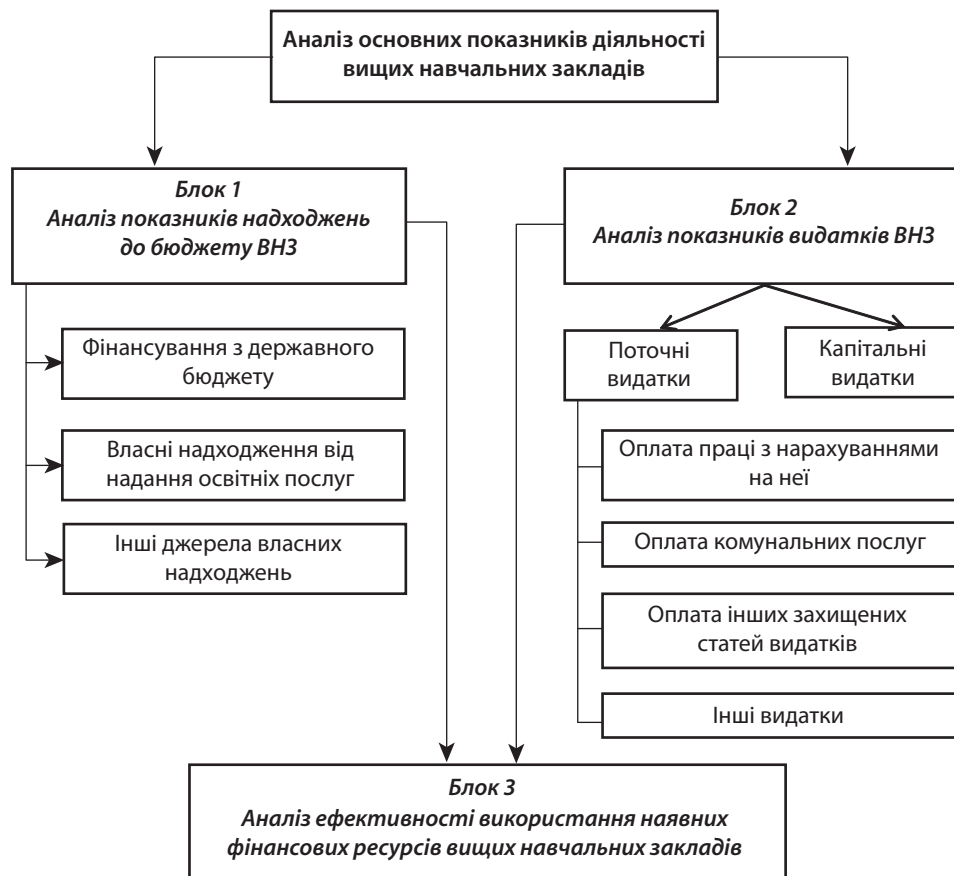 Аналіз основних показників діяльності
вищих навчальних закладів
Блок 1
Аналіз показників надходжень
до бюджету ВНЗ
Блок 2
Аналіз показників видатків ВНЗ
Фінансування з державного
бюджету
Власні надходження від
надання освітніх послуг
Інші джерела власних
надходжень
Поточні
видатки
Капітальні
видатки
Оплата праці з нарахуваннями
на неї
Оплата комунальних послуг
Оплата інших захищених
статей видатків
Інші видатки
Блок 3
Аналіз ефективності використання наявних
фінансових ресурсів вищих навчальних закладів